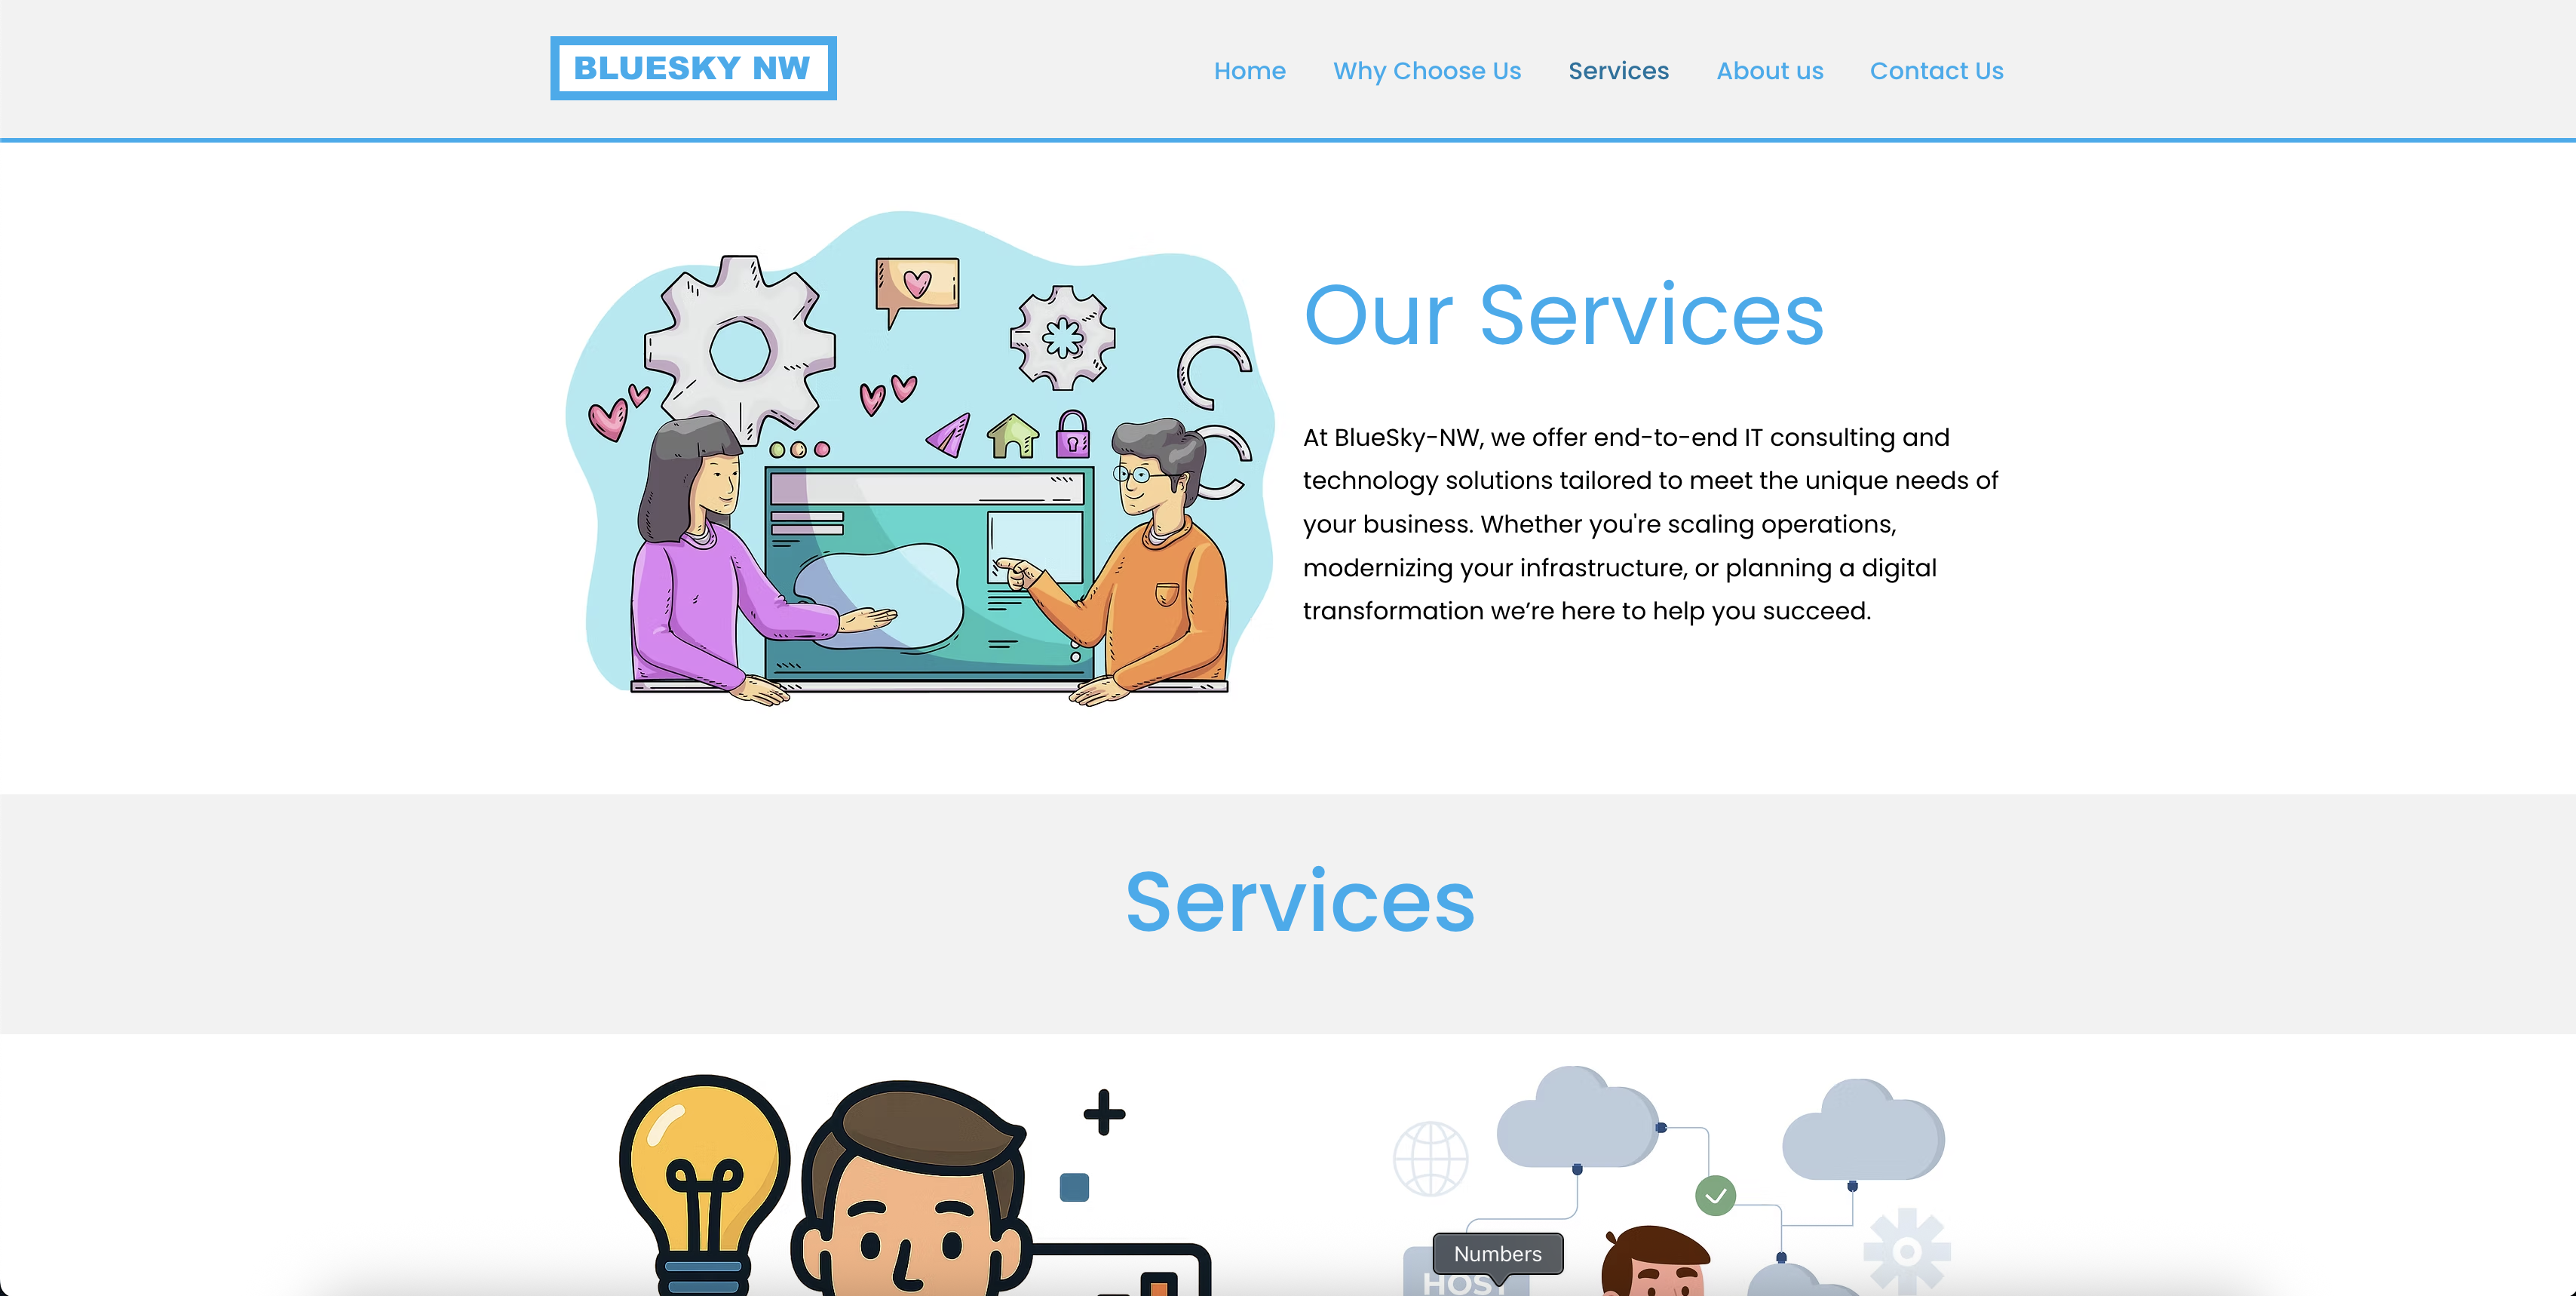 BLUESKY NW
Home Why Choose Us Services About us Contact Us
Our Services
At BlueSky-NW, we offer end-to-end IT consulting and
technology solutions tailored to meet the unique needs of
your business. Whether you're scaling operations,
modernizing your infrastructure, or planning a digital
transformation we’re here to help you succeed.
Services
Numbers
HOST